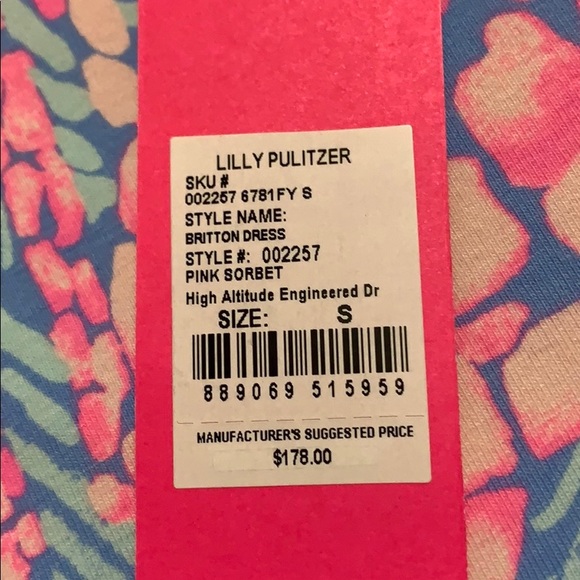 LILLY PULITZER
SKU #
002257 6781FY S
STYLE NAME:
BRITTON DRESS
STYLE #: 002257
PINK SORBET
High Altitude Engineered Dr
SIZE: S
889069 515959
MANUFACTURER'S SUGGESTED PRICE
$178.00